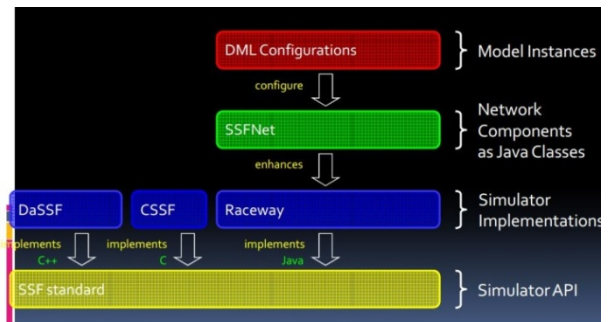 DML Configurations
Model Instances
configure
SSFNet
Network
Components
as Java Classes
enhances
DaSSF
CSSF
Raceway
Simulator
Implementations
implements
C++
implements
C
implements
Java
SSF standard
Simulator API